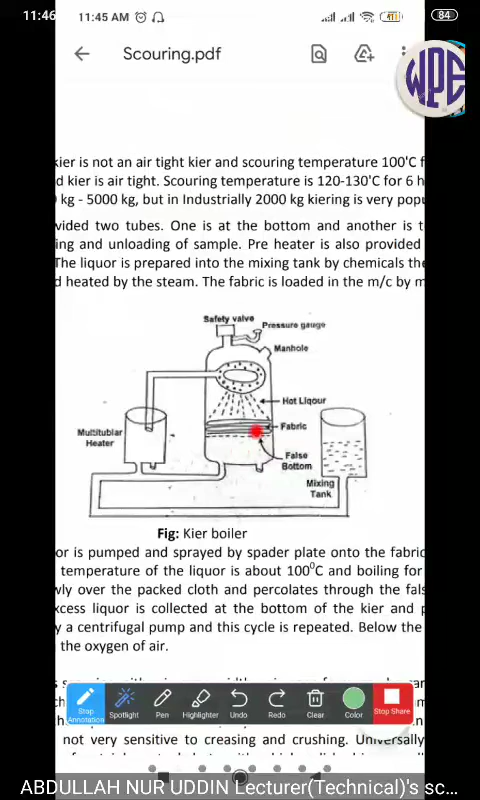 11:46
11:45 AM
84
Scouring.pdf
WPE
kier is not an air tight kier and scouring temperature 100'C f
d kier is air tight. Scouring temperature is 120-130'C for 6 h
kg - 5000 kg, but in Industrially 2000 kg kiering is very popu
vided two tubes. One is at the bottom and another is t
ing and unloading of sample. Pre heater is also provided
The liquor is prepared into the mixing tank by chemicals the
d heated by the steam. The fabric is loaded in the m/c by m
Safety valve
Pressure gauge
Manhole
Hot Liqour
Fabric
Multitublar
Heater
False
Bottom
Mixing
Tank
Fig: Kier boiler
or is pumped and sprayed by spader plate onto the fabric
temperature of the liquor is about 100⁰C and boiling for
wly over the packed cloth and percolates through the fals
xcess liquor is collected at the bottom of the kier and p
y a centrifugal pump and this cycle is repeated. Below the
the oxygen of air.
Stop Annotation
Spotlight
Pen
Highlighter
Undo
Redo
Clear
Color
Stop Share
not very sensitive to creasing and crushing. Universally
ABDULLAH NUR UDDIN Lecturer(Technical)'s sc...